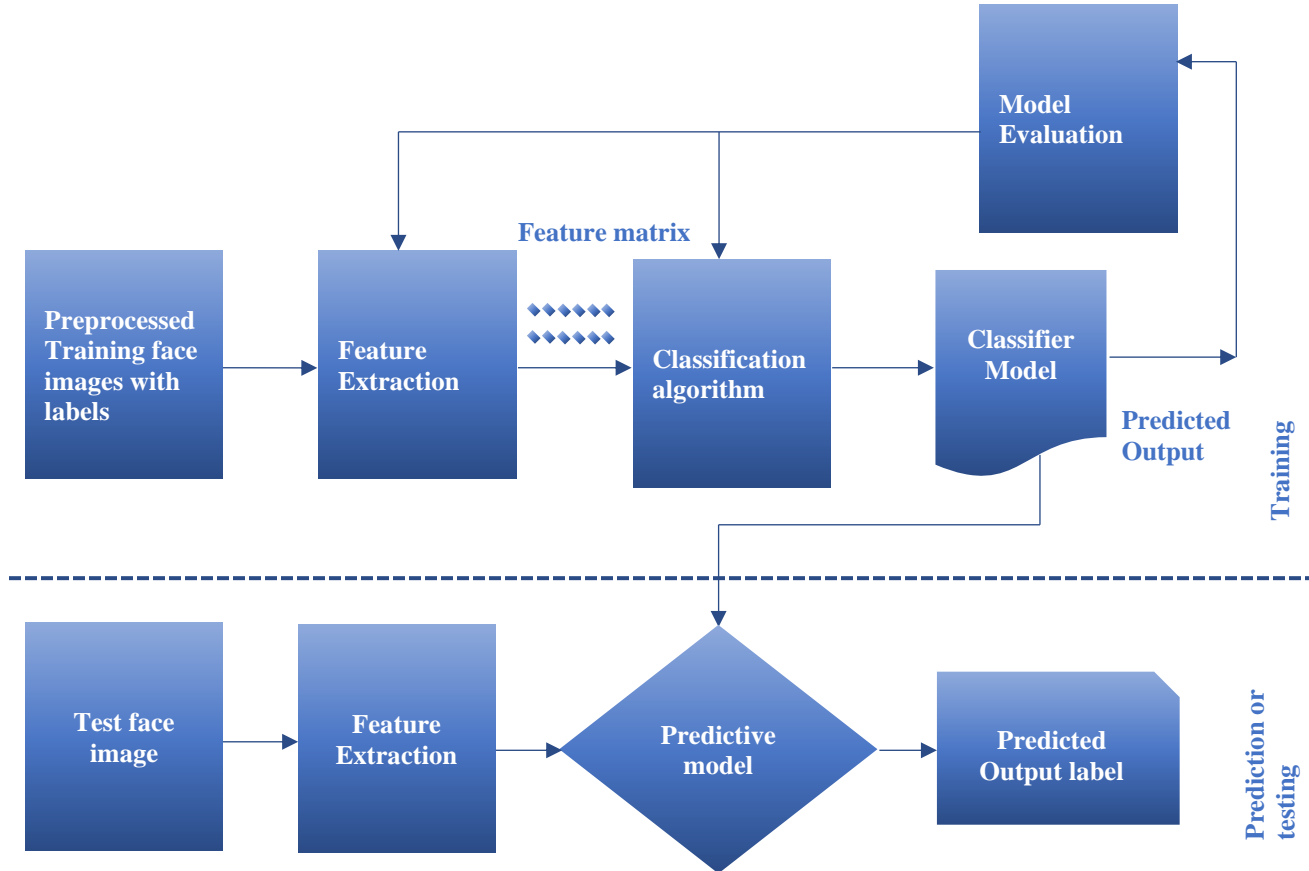 Model
Evaluation
Feature matrix
Preprocessed
Training face
images with
labels
Feature
Extraction
Classification
algorithm
Classifier
Model
Predicted
Output
Training
Test face
image
Feature
Extraction
Predictive
model
Predicted
Output label
Prediction or
testing